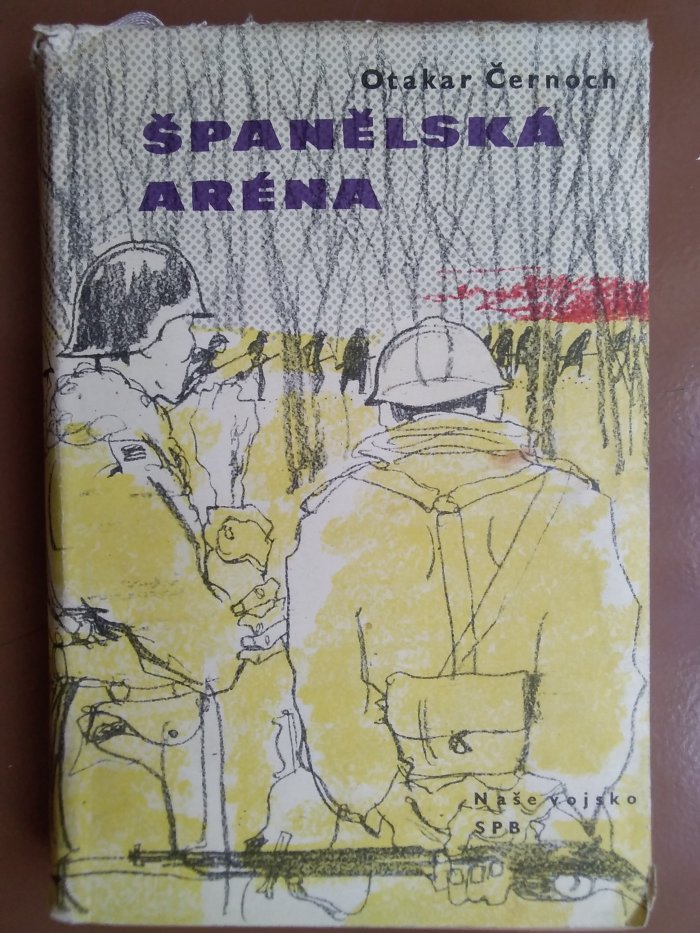 Otakar Černoch
ŠPANĚLSKÁ
ARÉNA
Naše vojsko
SPB